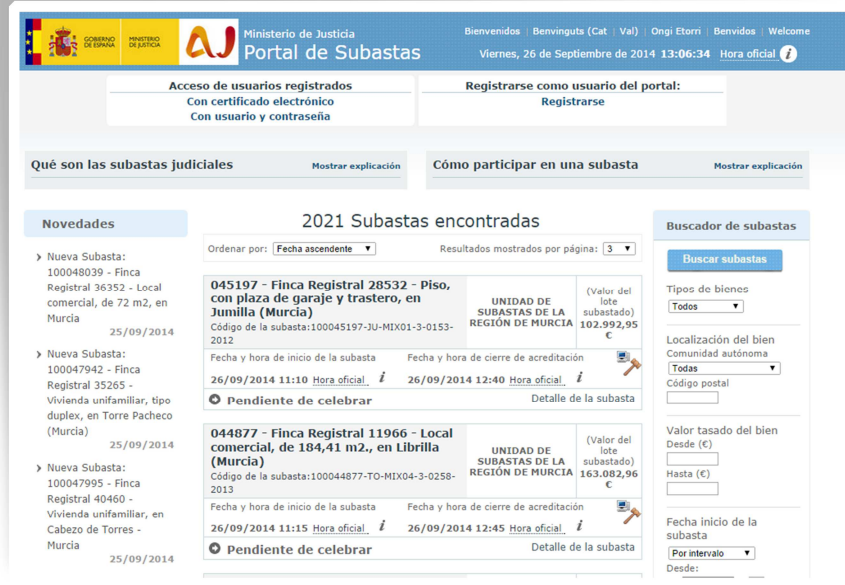 GOBIERNO DE ESPAÑA
MINISTERIO DE JUSTICIA
Ministerio de Justicia
Portal de Subastas
Bienvenidos | Benvinguts (Cat | Val) | Ongi Etorri | Benvidos | Welcome
Viernes, 26 de Septiembre de 2014 13:06:34 Hora oficial i
Acceso de usuarios registrados
Con certificado electrónico
Con usuario y contraseña
Registrarse como usuario del portal:
Registrarse
Qué son las subastas judiciales Mostrar explicación
Cómo participar en una subasta Mostrar explicación
Novedades
Nueva Subasta:
100048039 - Finca
Registral 36352 - Local
comercial, de 72 m2, en
Murcia
25/09/2014
Nueva Subasta:
100047942 - Finca
Registral 35265 -
Vivienda unifamiliar, tipo
duplex, en Torre Pacheco
(Murcia)
25/09/2014
Nueva Subasta:
100047995 - Finca
Registral 40460 -
Vivienda unifamiliar, en
Cabezo de Torres -
Murcia
25/09/2014
2021 Subastas encontradas
Ordenar por: Fecha ascendente
Resultados mostrados por página: 3
045197 - Finca Registral 28532 - Piso,
con plaza de garaje y trastero, en
Jumilla (Murcia)
Código de la subasta:100045197-JU-MIX01-3-0153-
2012
UNIDAD DE
SUBASTAS DE LA
REGIÓN DE MURCIA
(Valor del
lote
subastado)
102.992,95
€
Fecha y hora de inicio de la subasta
Fecha y hora de cierre de acreditación
26/09/2014 11:10 Hora oficial i
26/09/2014 12:40 Hora oficial i
Pendiente de celebrar
Detalle de la subasta
044877 - Finca Registral 11966 - Local
comercial, de 184,41 m2., en Librilla
(Murcia)
Código de la subasta:100044877-TO-MIX04-3-0258-
2013
UNIDAD DE
SUBASTAS DE LA
REGIÓN DE MURCIA
(Valor del
lote
subastado)
163.082,96
€
Fecha y hora de inicio de la subasta
Fecha y hora de cierre de acreditación
26/09/2014 11:15 Hora oficial i
26/09/2014 12:45 Hora oficial i
Pendiente de celebrar
Detalle de la subasta
Buscador de subastas
Buscar subastas
Tipos de bienes
Todos
Localización del bien
Comunidad autónoma
Todas
Código postal
Valor tasado del bien
Desde (€)
Hasta (€)
Fecha inicio de la
subasta
Por intervalo
Desde: